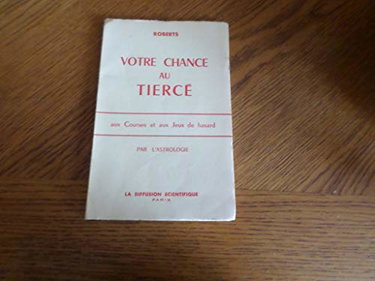 ROBERTS
VOTRE CHANCE
AU
TIERCÉ
aux Courses et aux Jeux de hasard
PAR L'ASTROLOGIE
LA DIFFUSION SCIENTIFIQUE
PARIS